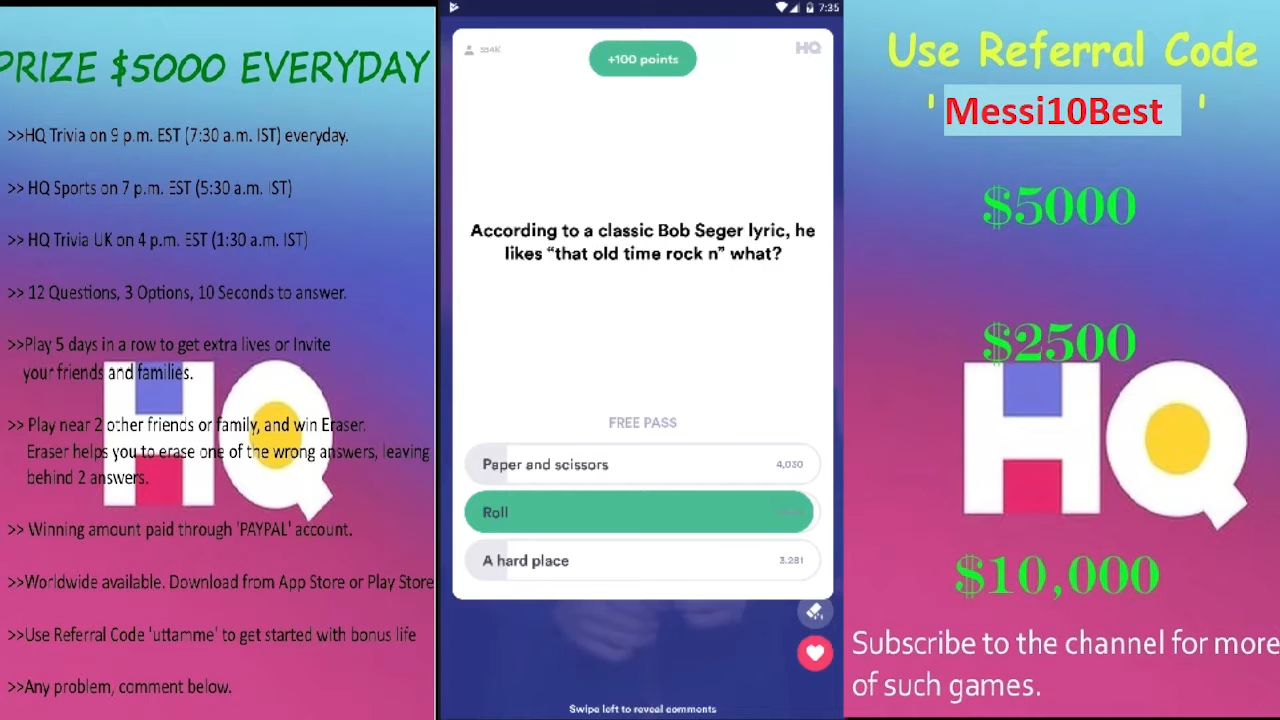 PRIZE $5000 EVERYDAY
>>HQ Trivia on 9 p.m. EST (7:30 a.m. IST) everyday.
>> HQ Sports on 7 p.m. EST (5:30 a.m. IST)
>> HQ Trivia UK on 4 p.m. EST (1:30 a.m. IST)
>> 12 Questions, 3 Options, 10 Seconds to answer.
>>Play 5 days in a row to get extra lives or Invite
your friends and families.
>> Play near 2 other friends or family, and win Eraser.
Eraser helps you to erase one of the wrong answers, leaving
behind 2 answers.
>> Winning amount paid through 'PAYPAL' account.
>>Worldwide available. Download from App Store or Play Store
>>Use Referral Code 'uttamme' to get started with bonus life
>>Any problem, comment below.
HQ
7:35
554K
+100 points
HQ
According to a classic Bob Seger lyric, he
likes “that old time rock n” what?
FREE PASS
Paper and scissors 4,030
Roll
A hard place 3,281
Swipe left to reveal comments
Use Referral Code
' Messi10Best '
$5000
$2500
HQ
$10,000
Subscribe to the channel for more
of such games.